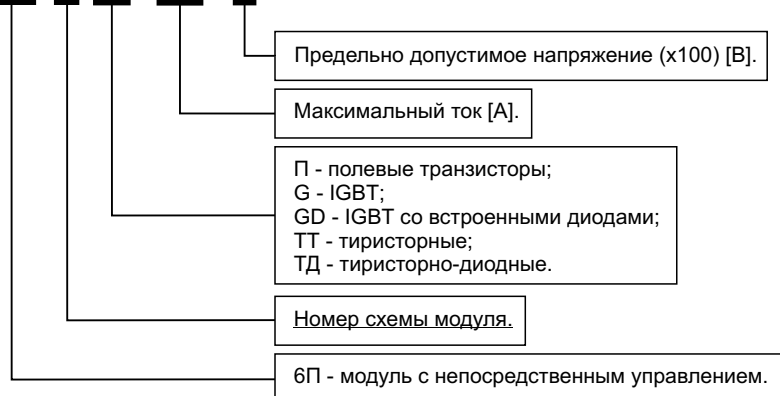 Предельно допустимое напряжение (х100) [В].
Максимальный ток [А].
П - полевые транзисторы;
G - IGBT;
GD - IGBT со встроенными диодами;
ТТ - тиристорные;
ТД - тиристорно-диодные.
Номер схемы модуля.
6П - модуль с непосредственным управлением.